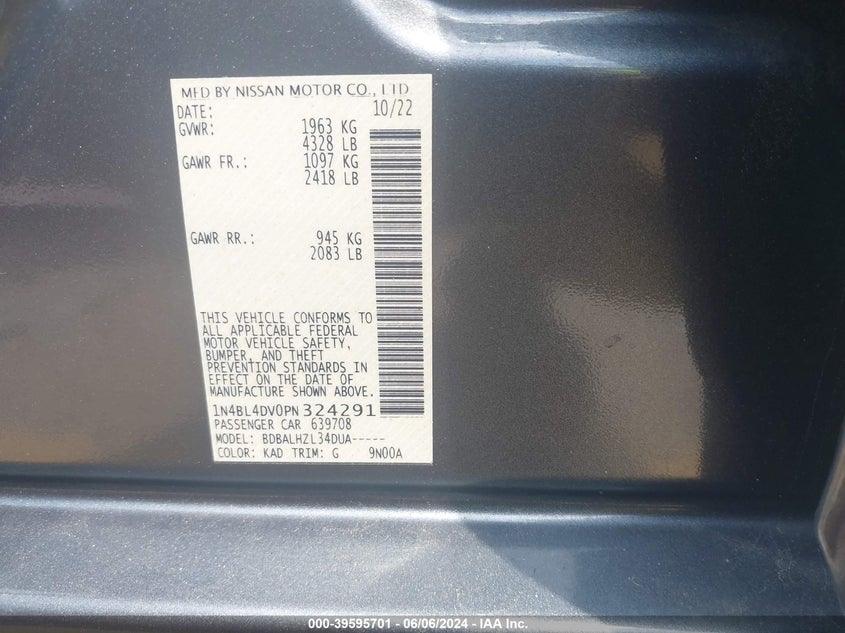 MFD BY NISSAN MOTOR CO., LTD
DATE: 10/22
GVWR: 1963 KG
4328 LB
GAWR FR.: 1097 KG
2418 LB
GAWR RR.: 945 KG
2083 LB
THIS VEHICLE CONFORMS TO
ALL APPLICABLE FEDERAL
MOTOR VEHICLE SAFETY,
BUMPER, AND THEFT
PREVENTION STANDARDS IN
EFFECT ON THE DATE OF
MANUFACTURE SHOWN ABOVE.
1N4BL4DV0PN324291
PASSENGER CAR 639708
MODEL: BDBALHZL34DUA-----
COLOR: KAD TRIM: G 9N00A
000-39595701 - 06/06/2024 - IAA Inc.